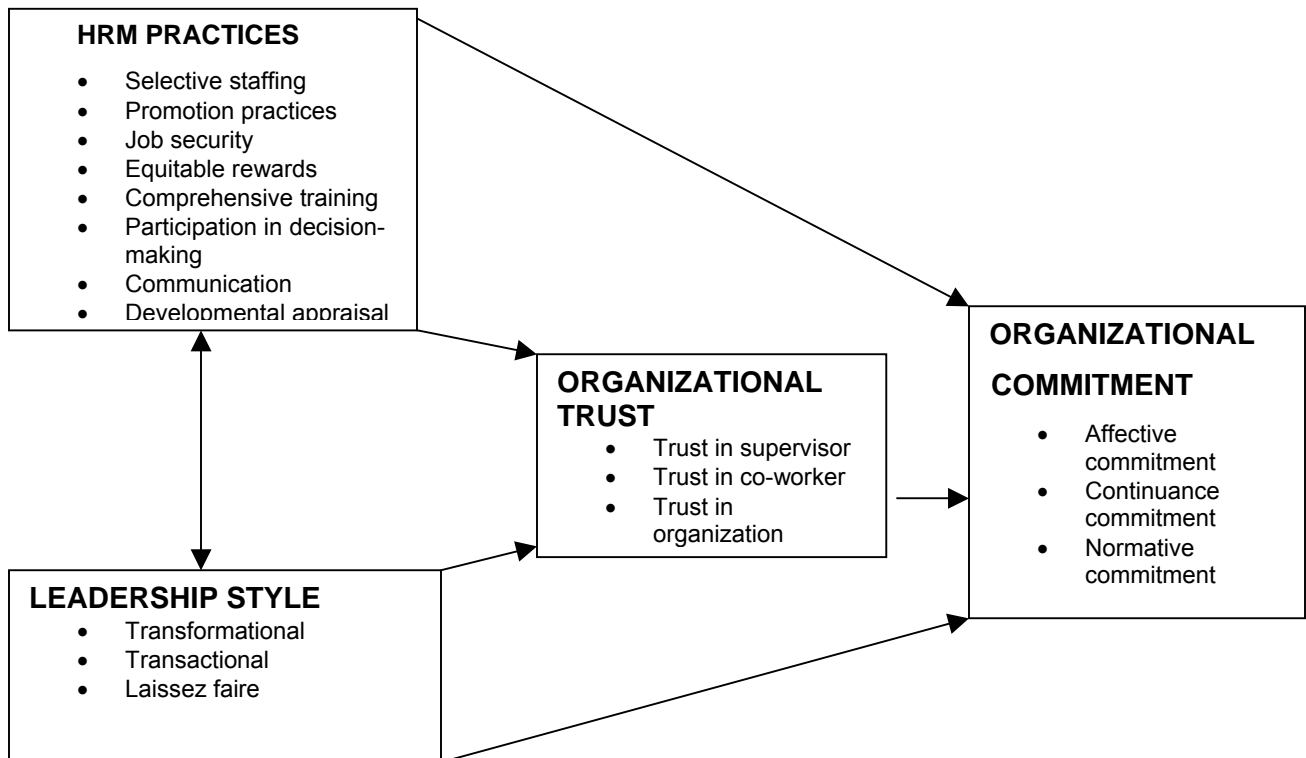 HRM PRACTICES
• Selective staffing
• Promotion practices
• Job security
• Equitable rewards
• Comprehensive training
• Participation in decision-
making
• Communication
• Developmental appraisal
ORGANIZATIONAL
TRUST
• Trust in supervisor
• Trust in co-worker
• Trust in
organization
ORGANIZATIONAL
COMMITMENT
• Affective
commitment
• Continuance
commitment
• Normative
commitment
LEADERSHIP STYLE
• Transformational
• Transactional
• Laissez faire